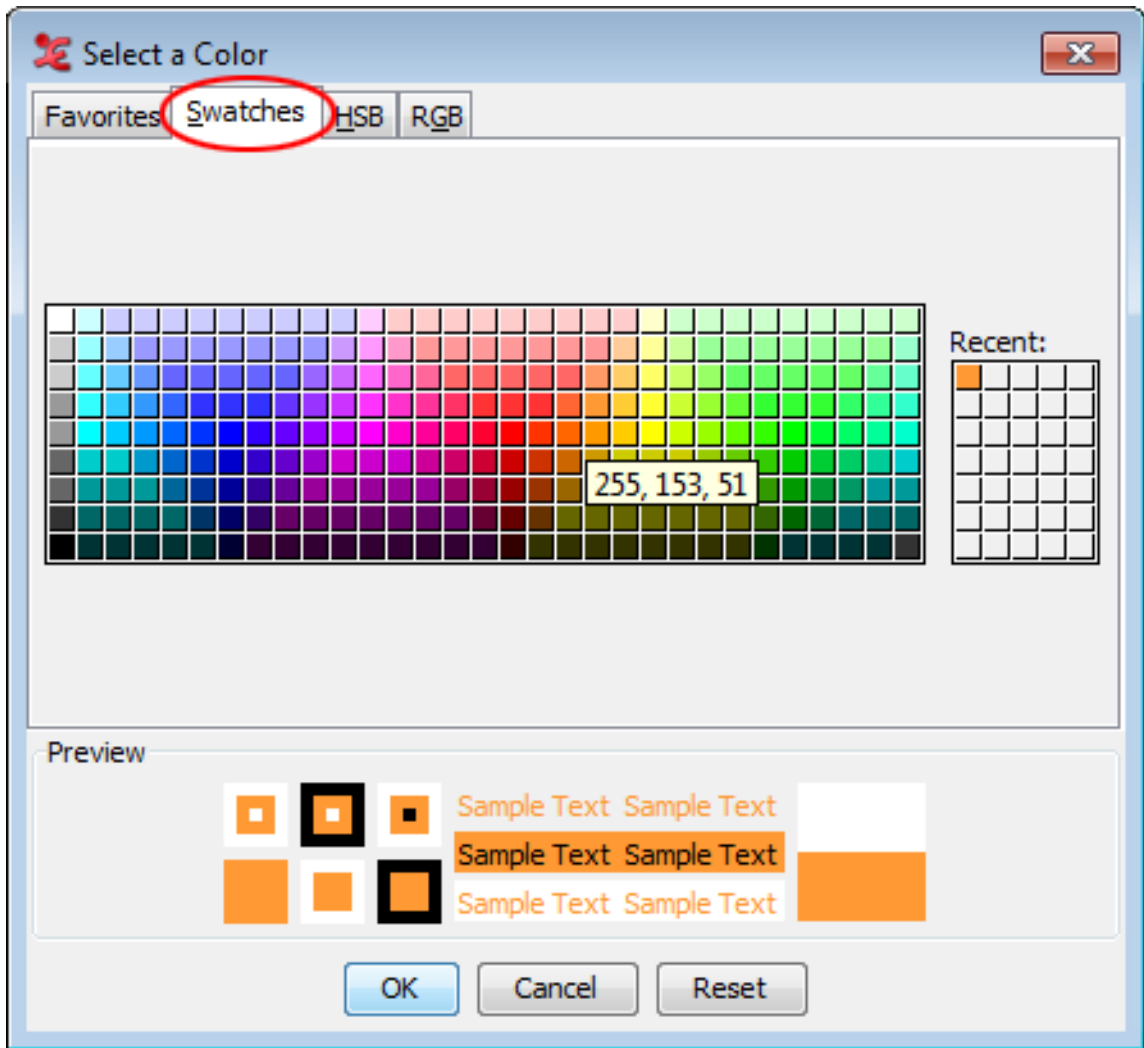 Select a Color
Favorites Swatches HSB RGB
Recent:
255, 153, 51
Preview
Sample Text Sample Text
Sample Text Sample Text
Sample Text Sample Text
OK Cancel Reset